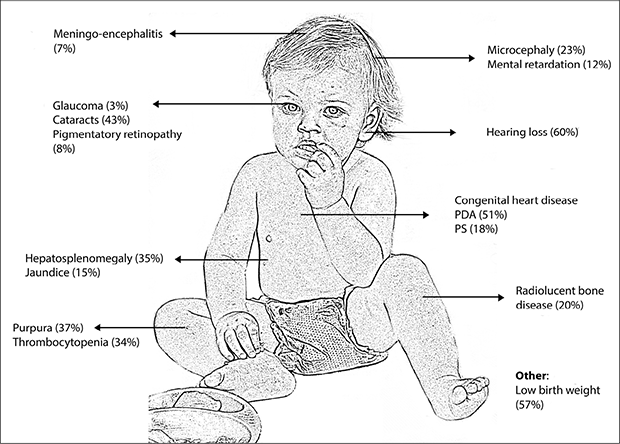 Meningo-encephalitis
(7%)
Microcephaly (23%)
Mental retardation (12%)
Glaucoma (3%)
Cataracts (43%)
Pigmentatory retinopathy
(8%)
Hearing loss (60%)
Congenital heart disease
PDA (51%)
PS (18%)
Hepatosplenomegaly (35%)
Jaundice (15%)
Radiolucent bone
disease (20%)
Purpura (37%)
Thrombocytopenia (34%)
Other:
Low birth weight
(57%)